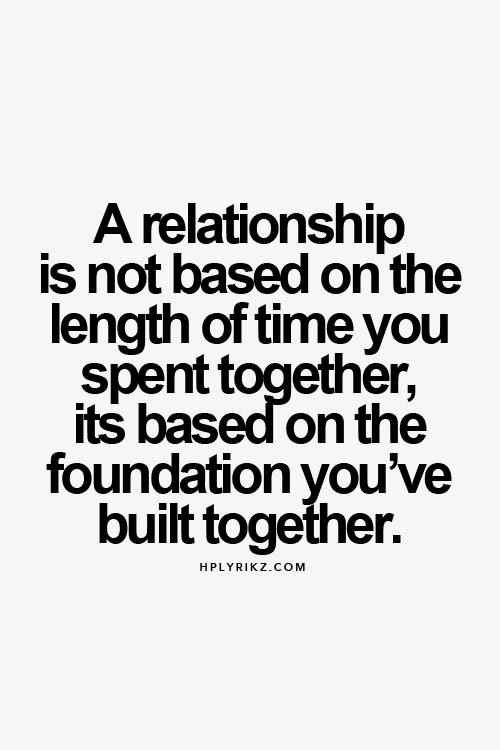 A relationship
is not based on the
length of time you
spent together,
its based on the
foundation you’ve
built together.
HPLYRIKZ.COM